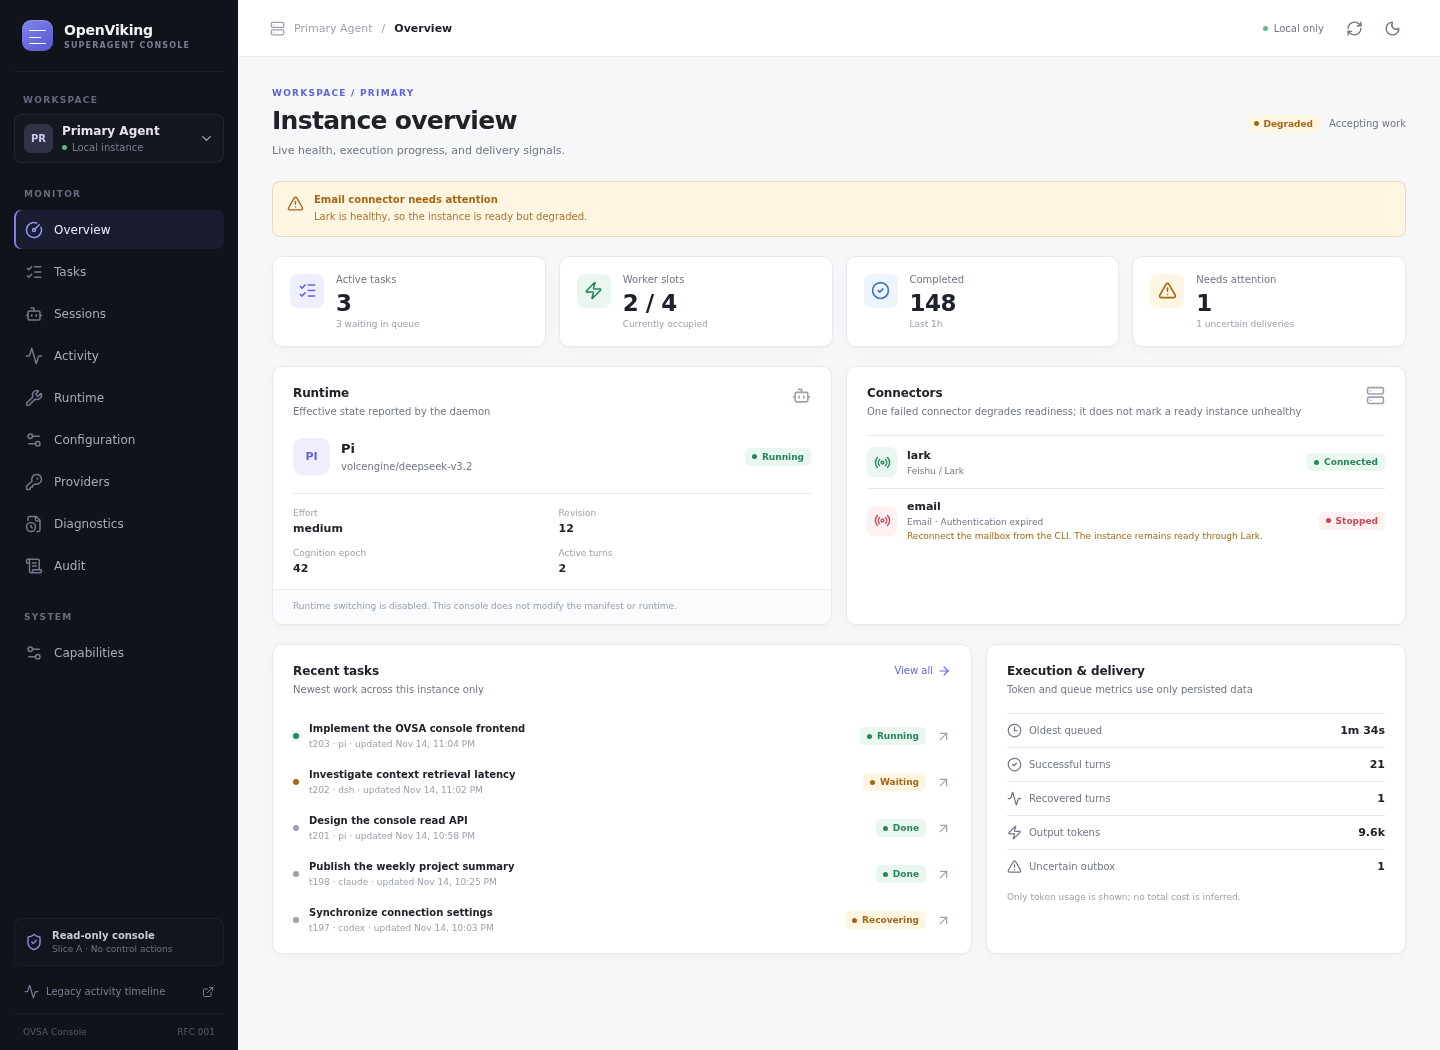 OpenViking
SUPERAGENT CONSOLE
WORKSPACE
PR
Primary Agent
Local instance
MONITOR
Overview
Tasks
Sessions
Activity
Runtime
Configuration
Providers
Diagnostics
Audit
SYSTEM
Capabilities
Read-only console
Slice A · No control actions
Legacy activity timeline
OVSA Console
RFC 001
Primary Agent / Overview
Local only
WORKSPACE / PRIMARY
Instance overview
Live health, execution progress, and delivery signals.
Degraded
Accepting work
Email connector needs attention
Lark is healthy, so the instance is ready but degraded.
Active tasks
3
3 waiting in queue
Worker slots
2 / 4
Currently occupied
Completed
148
Last 1h
Needs attention
1
1 uncertain deliveries
Runtime
Effective state reported by the daemon
PI
Pi
volcengine/deepseek-v3.2
Running
Effort
medium
Revision
12
Cognition epoch
42
Active turns
2
Runtime switching is disabled. This console does not modify the manifest or runtime.
Connectors
One failed connector degrades readiness; it does not mark a ready instance unhealthy
lark
Feishu / Lark
Connected
email
Email · Authentication expired
Reconnect the mailbox from the CLI. The instance remains ready through Lark.
Stopped
Recent tasks
Newest work across this instance only
View all
Implement the OVSA console frontend
t203 · pi · updated Nov 14, 11:04 PM
Running
Investigate context retrieval latency
t202 · dsh · updated Nov 14, 11:02 PM
Waiting
Design the console read API
t201 · pi · updated Nov 14, 10:58 PM
Done
Publish the weekly project summary
t198 · claude · updated Nov 14, 10:25 PM
Done
Synchronize connection settings
t197 · codex · updated Nov 14, 10:03 PM
Recovering
Execution & delivery
Token and queue metrics use only persisted data
Oldest queued 1m 34s
Successful turns 21
Recovered turns 1
Output tokens 9.6k
Uncertain outbox 1
Only token usage is shown; no total cost is inferred.